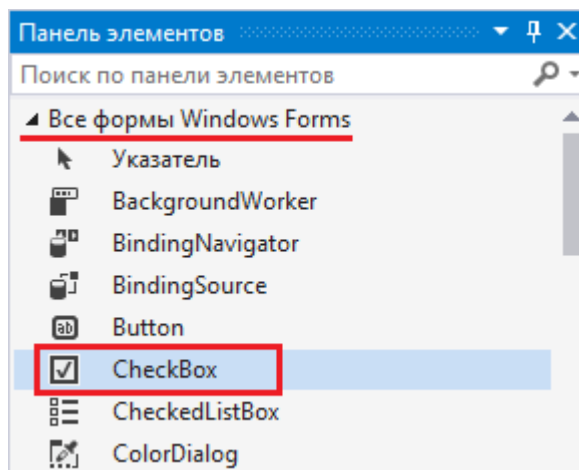 Панель элементов
Поиск по панели элементов
Все формы Windows Forms
Указатель
BackgroundWorker
BindingNavigator
BindingSource
Button
CheckBox
CheckedListBox
ColorDialog